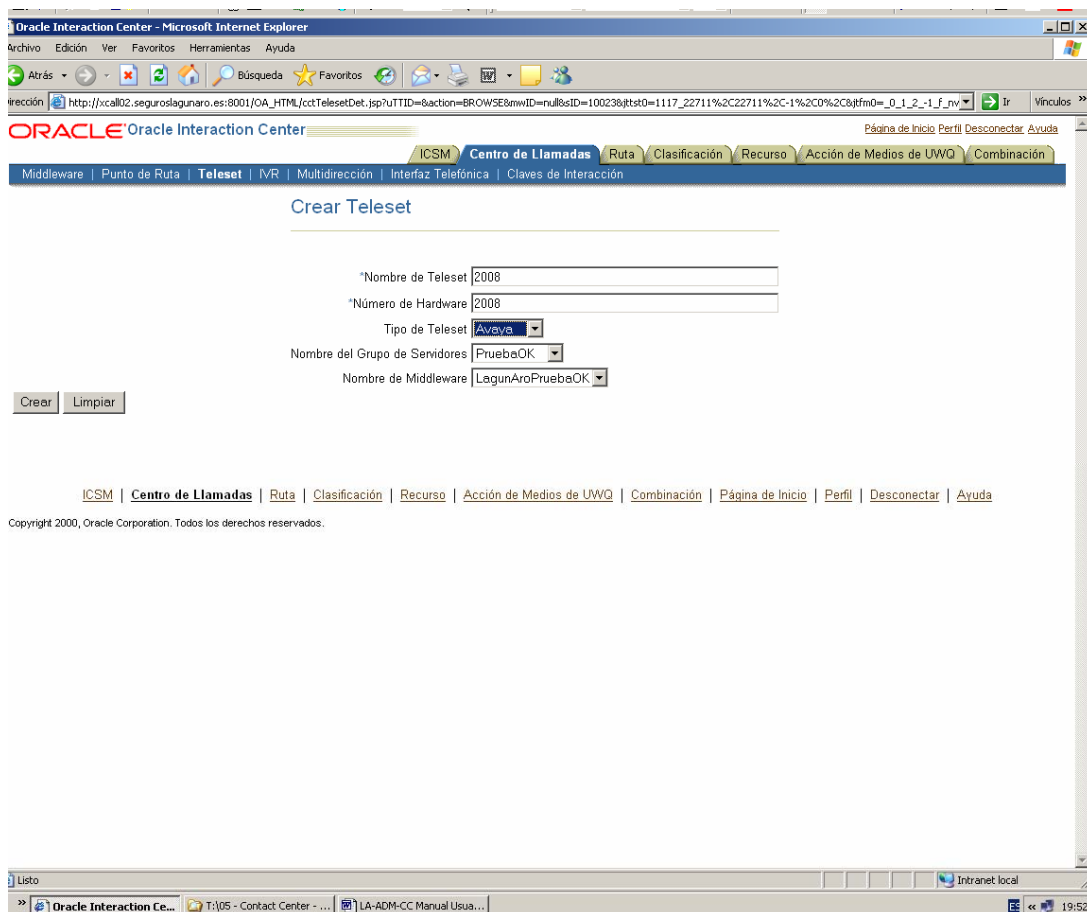 Oracle Interaction Center - Microsoft Internet Explorer
Archivo Edición Ver Favoritos Herramientas Ayuda
Atrás Búsqueda Favoritos
irección http://xcall02.seguroslagunaro.es:8001/OA_HTML/cctTelesetDet.jsp?uTTID=&action=BROWSE&mwID=null&sID=10023&jttst0=1117_22711%2C22711%2C-1%2C0%2C&jtfm0=_0_1_2_-1_f_nv Ir Vínculos »
ORACLE Oracle Interaction Center
Página de Inicio Perfil Desconectar Ayuda
ICSM Centro de Llamadas Ruta Clasificación Recurso Acción de Medios de UWQ Combinación
Middleware | Punto de Ruta | Teleset | IVR | Multidirección | Interfaz Telefónica | Claves de Interacción
Crear Teleset
*Nombre de Teleset 2008
*Número de Hardware 2008
Tipo de Teleset Avaya
Nombre del Grupo de Servidores PruebaOK
Nombre de Middleware LagunAroPruebaOK
Crear Limpiar
ICSM | Centro de Llamadas | Ruta | Clasificación | Recurso | Acción de Medios de UWQ | Combinación | Página de Inicio | Perfil | Desconectar | Ayuda
Copyright 2000, Oracle Corporation. Todos los derechos reservados.
Listo Intranet local
» Oracle Interaction Ce... T:\05 - Contact Center - ... LA-ADM-CC Manual Usua... ES « 19:52